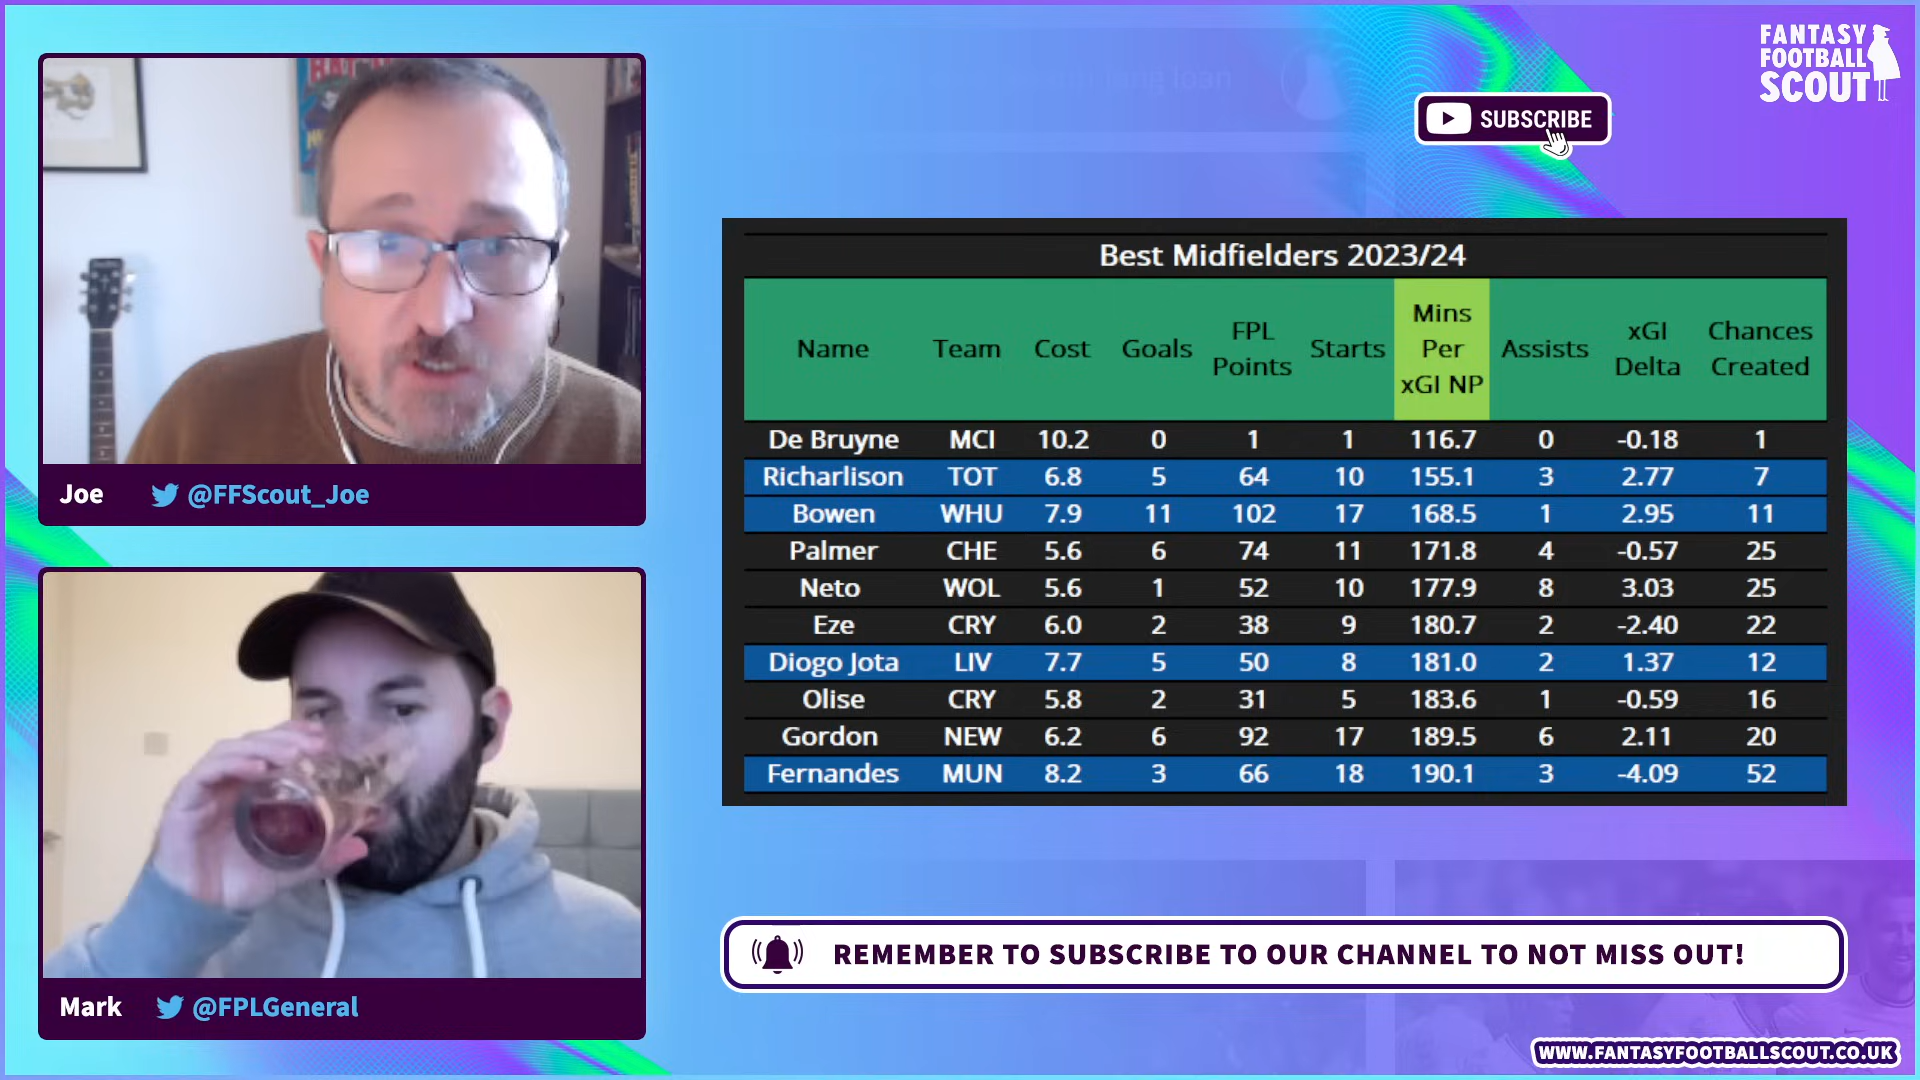 FANTASY
FOOTBALL
SCOUT
SUBSCRIBE
Joe @FFScout_Joe
Mark @FPLGeneral
Best Midfielders 2023/24
Name Team Cost Goals FPL Points Starts Mins Per xGI NP Assists xGI Delta Chances Created
De Bruyne MCI 10.2 0 1 1 116.7 0 -0.18 1
Richarlison TOT 6.8 5 64 10 155.1 3 2.77 7
Bowen WHU 7.9 11 102 17 168.5 1 2.95 11
Palmer CHE 5.6 6 74 11 171.8 4 -0.57 25
Neto WOL 5.6 1 52 10 177.9 8 3.03 25
Eze CRY 6.0 2 38 9 180.7 2 -2.40 22
Diogo Jota LIV 7.7 5 50 8 181.0 2 1.37 12
Olise CRY 5.8 2 31 5 183.6 1 -0.59 16
Gordon NEW 6.2 6 92 17 189.5 6 2.11 20
Fernandes MUN 8.2 3 66 18 190.1 3 -4.09 52
REMEMBER TO SUBSCRIBE TO OUR CHANNEL TO NOT MISS OUT!
WWW.FANTASYFOOTBALLSCOUT.CO.UK